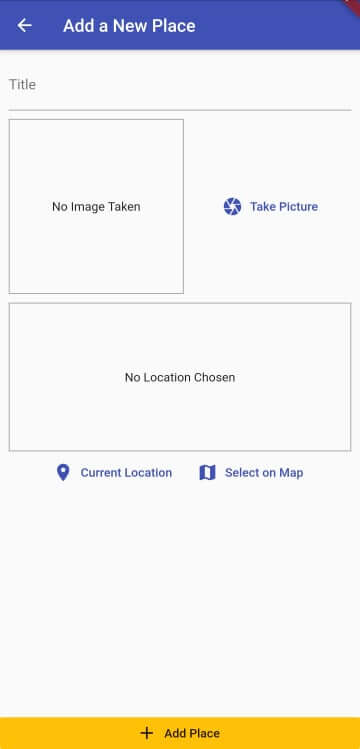 Add a New Place
Title
No Image Taken
Take Picture
No Location Chosen
Current Location
Select on Map
Add Place